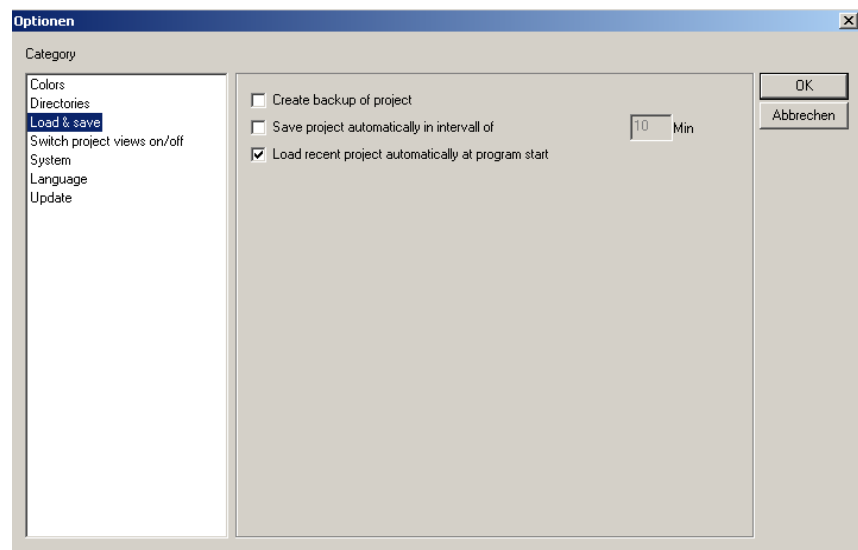 Optionen
Category
Colors
Directories
Load & save
Switch project views on/off
System
Language
Update
Create backup of project
Save project automatically in intervall of 10 Min
Load recent project automatically at program start
OK
Abbrechen